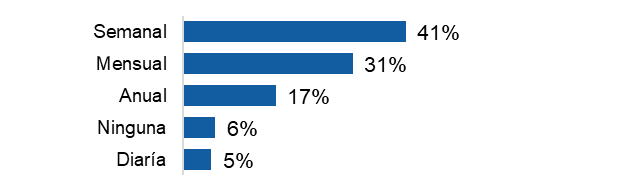 Semanal 41%
Mensual 31%
Anual 17%
Ninguna 6%
Diaría 5%